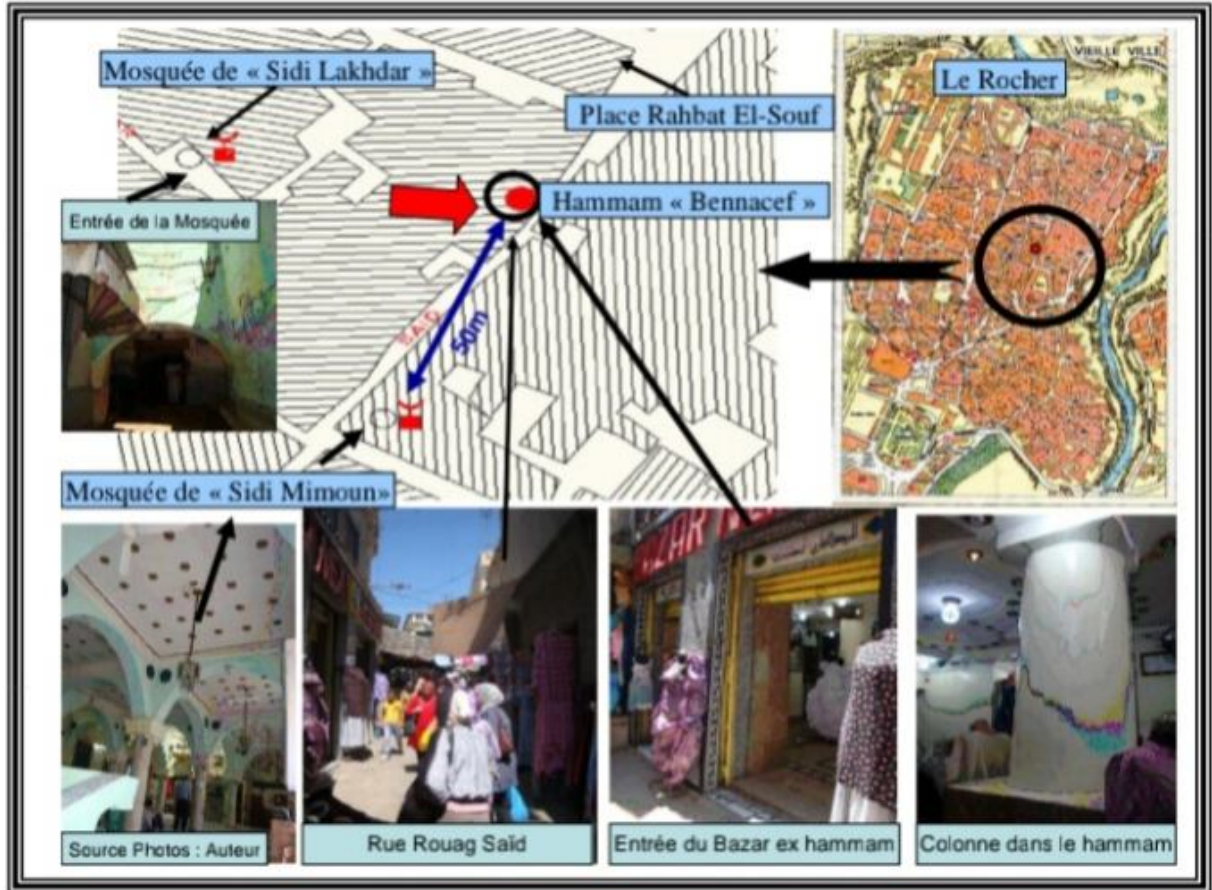 VIEILLE VILLE
Mosquée de « Sidi Lakhdar »
Le Rocher
Place Rahbat El-Souf
Hammam « Bennacef »
Entrée de la Mosquée
SAID
50m
Mosquée de « Sidi Mimoun»
Source Photos : Auteur
Rue Rouag Saïd
Entrée du Bazar ex hammam
Colonne dans le hammam